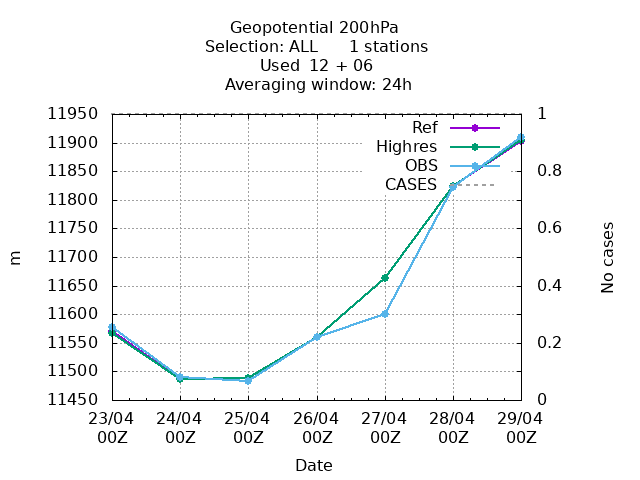 Geopotential 200hPa
Selection: ALL 1 stations
Used 12 + 06
Averaging window: 24h
11950
11900
11850
11800
11750
11700
11650
11600
11550
11500
11450
1
0.8
0.6
0.4
0.2
0
Ref
Highres
OBS
CASES
m
No cases
23/04 24/04 25/04 26/04 27/04 28/04 29/04
00Z 00Z 00Z 00Z 00Z 00Z 00Z
Date